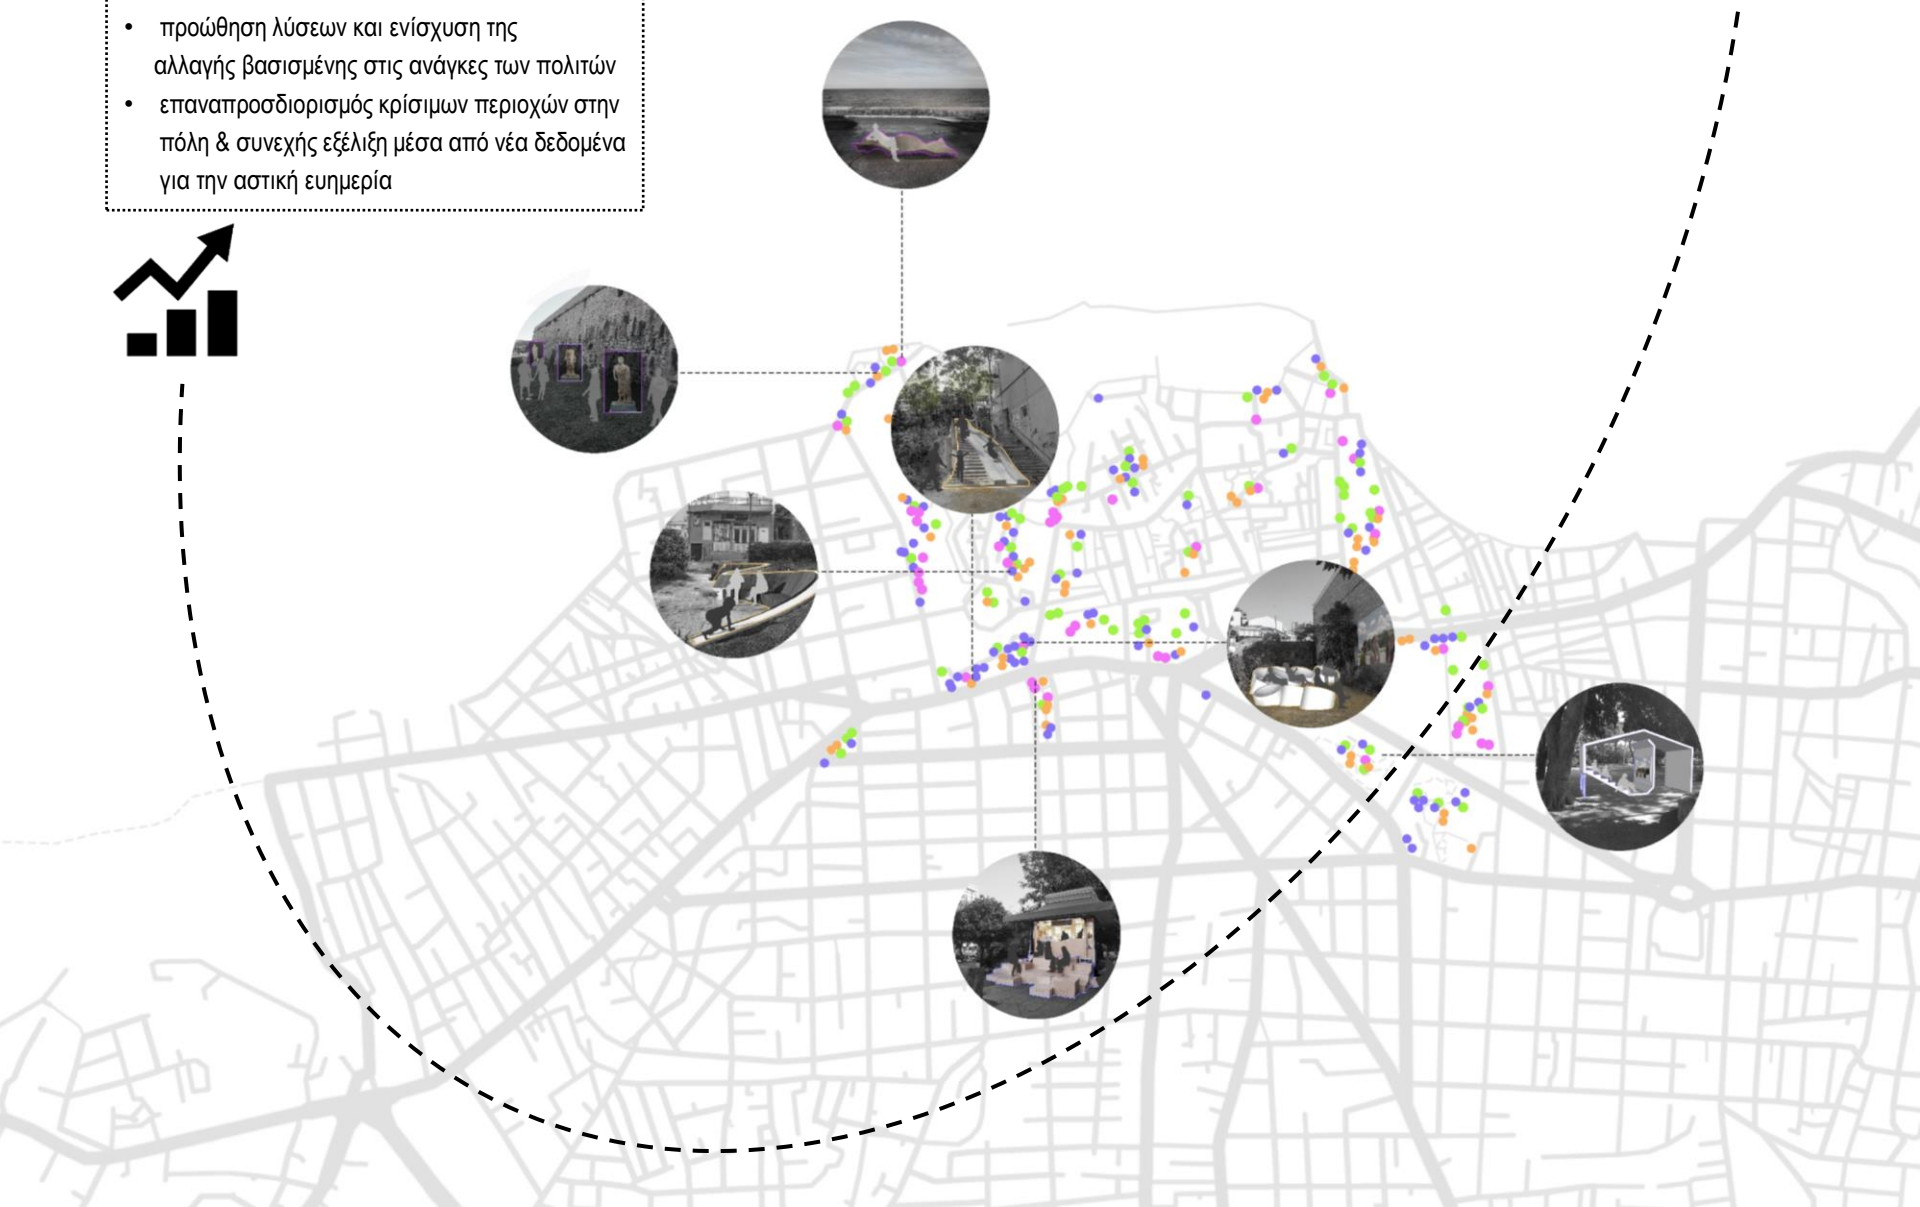 • προώθηση λύσεων και ενίσχυση της
αλλαγής βασισμένης στις ανάγκες των πολιτών
• επαναπροσδιορισμός κρίσιμων περιοχών στην
πόλη & συνεχής εξέλιξη μέσα από νέα δεδομένα
για την αστική ευημερία